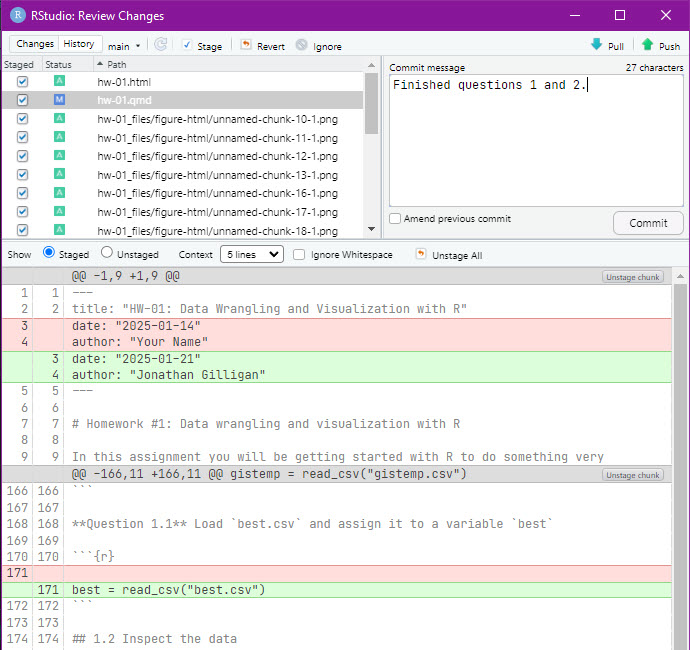 R RStudio: Review Changes
Changes History main Stage Revert Ignore Pull Push
Staged Status Path
A hw-01.html
M hw-01.qmd
A hw-01_files/figure-html/unnamed-chunk-10-1.png
A hw-01_files/figure-html/unnamed-chunk-11-1.png
A hw-01_files/figure-html/unnamed-chunk-12-1.png
A hw-01_files/figure-html/unnamed-chunk-13-1.png
A hw-01_files/figure-html/unnamed-chunk-16-1.png
A hw-01_files/figure-html/unnamed-chunk-17-1.png
A hw-01_files/figure-html/unnamed-chunk-18-1.png
Commit message 27 characters
Finished questions 1 and 2.
Amend previous commit Commit
Show Staged Unstaged Context 5 lines Ignore Whitespace Unstage All
@@ -1,9 +1,9 @@ Unstage chunk
1 1 ---
2 2 title: "HW-01: Data Wrangling and Visualization with R"
3 date: "2025-01-14"
4 author: "Your Name"
3 date: "2025-01-21"
4 author: "Jonathan Gilligan"
5 5 ---
6 6
7 7 # Homework #1: Data wrangling and visualization with R
8 8
9 9 In this assignment you will be getting started with R to do something very
@@ -166,11 +166,11 @@ gistemp = read_csv("gistemp.csv") Unstage chunk
166 166 ```
167 167
168 168 **Question 1.1** Load `best.csv` and assign it to a variable `best`
169 169
170 170 ```{r}
171
171 best = read_csv("best.csv")
172 172 ```
173 173
174 174 ## 1.2 Inspect the data